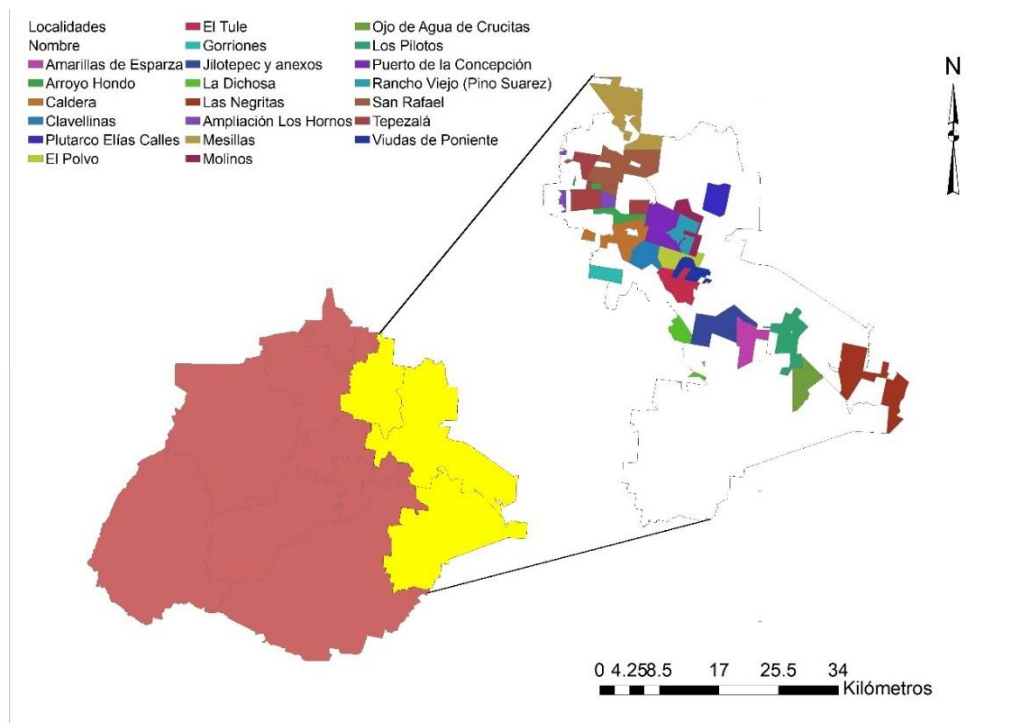 Localidades
Nombre
Amarillas de Esparza
Arroyo Hondo
Caldera
Clavellinas
Plutarco Elías Calles
El Polvo
El Tule
Gorriones
Jilotepec y anexos
La Dichosa
Las Negritas
Ampliación Los Hornos
Mesillas
Molinos
Ojo de Agua de Crucitas
Los Pilotos
Puerto de la Concepción
Rancho Viejo (Pino Suarez)
San Rafael
Tepezalá
Viudas de Poniente
N
0 4.258.5 17 25.5 34
Kilómetros